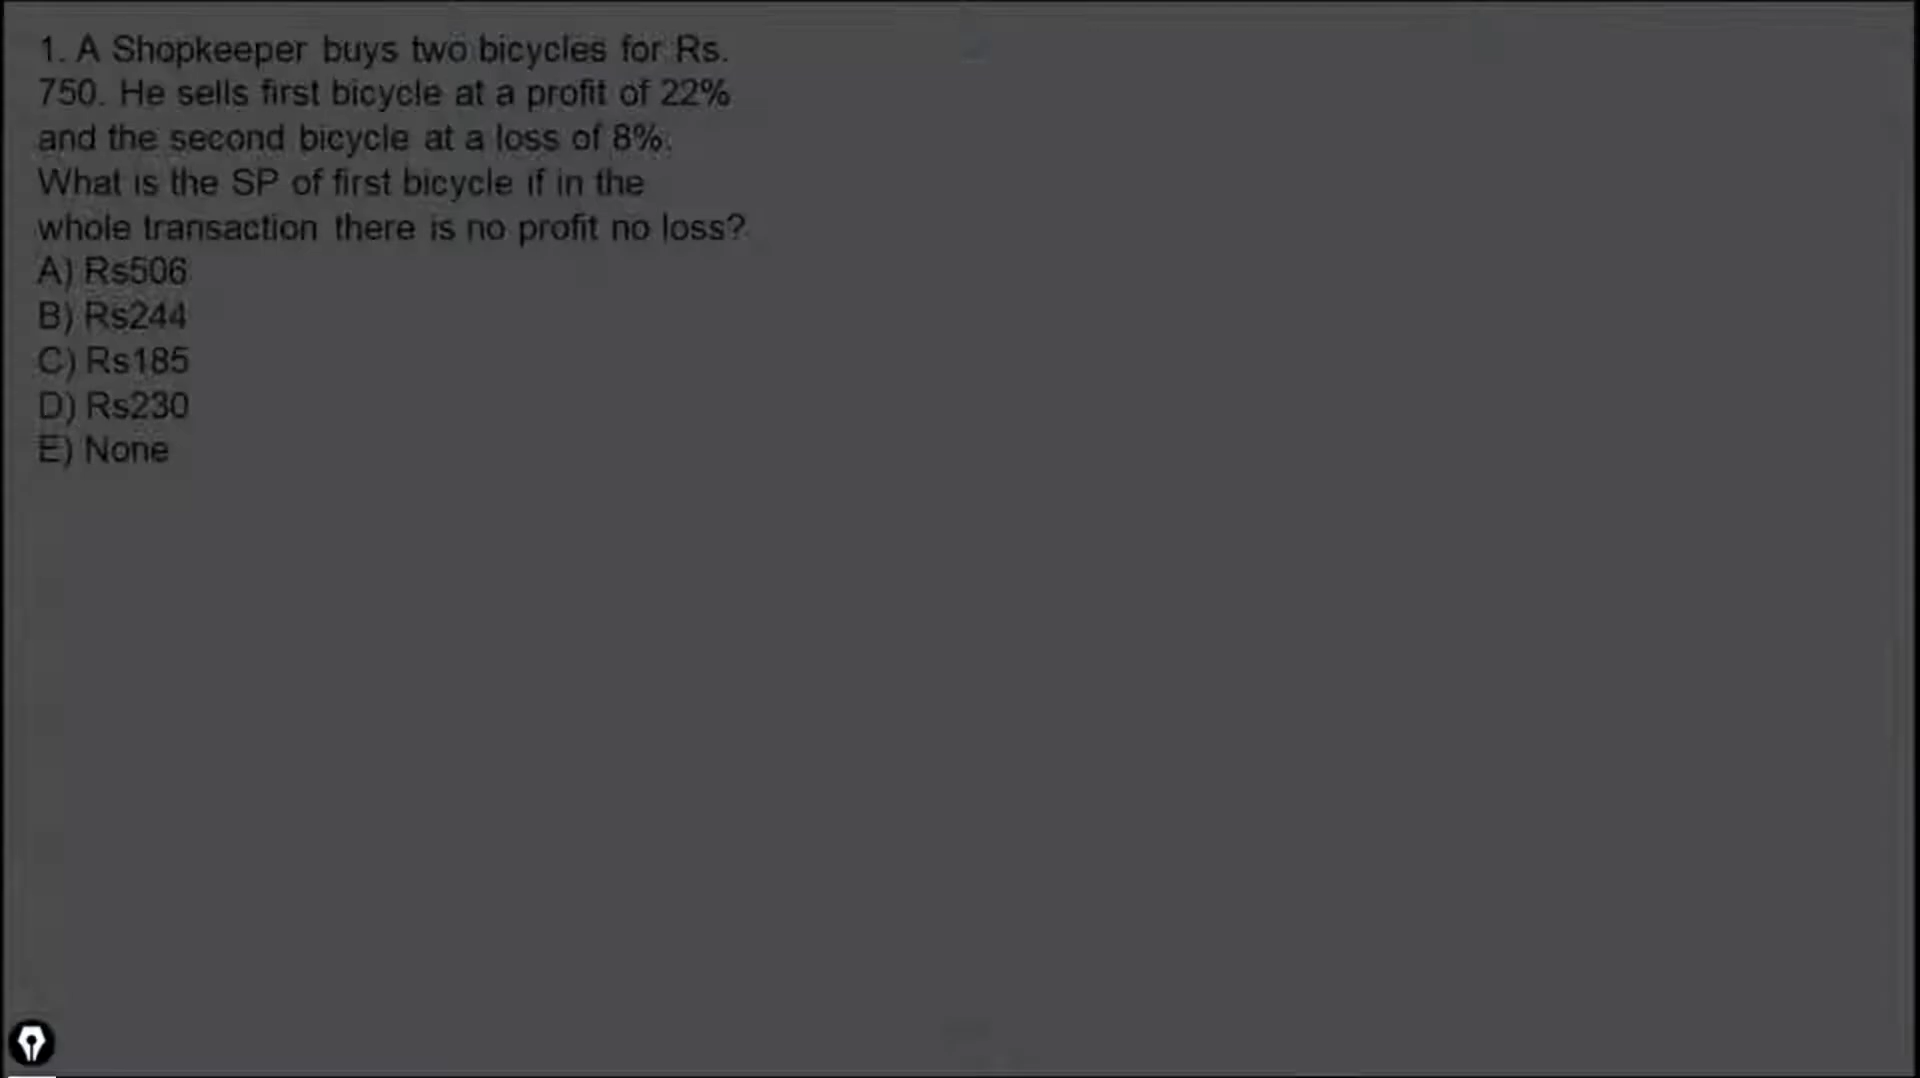 1. A Shopkeeper buys two bicycles for Rs.
750. He sells first bicycle at a profit of 22%
and the second bicycle at a loss of 8%.
What is the SP of first bicycle if in the
whole transaction there is no profit no loss?
A) Rs506
B) Rs244
C) Rs185
D) Rs230
E) None